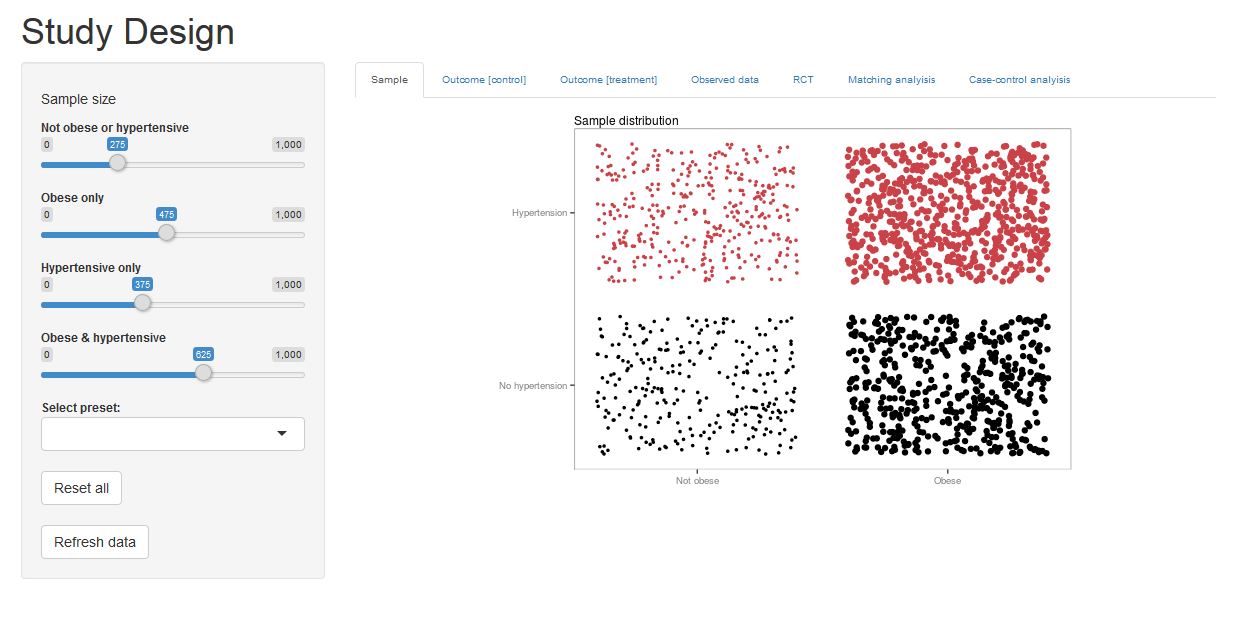 Study Design
Sample size
Not obese or hypertensive
0 275 1,000
Obese only
0 475 1,000
Hypertensive only
0 375 1,000
Obese & hypertensive
0 625 1,000
Select preset:
Reset all
Refresh data
Sample Outcome [control] Outcome [treatment] Observed data RCT Matching analyisis Case-control analyisis
Sample distribution
Hypertension
No hypertension
Not obese Obese